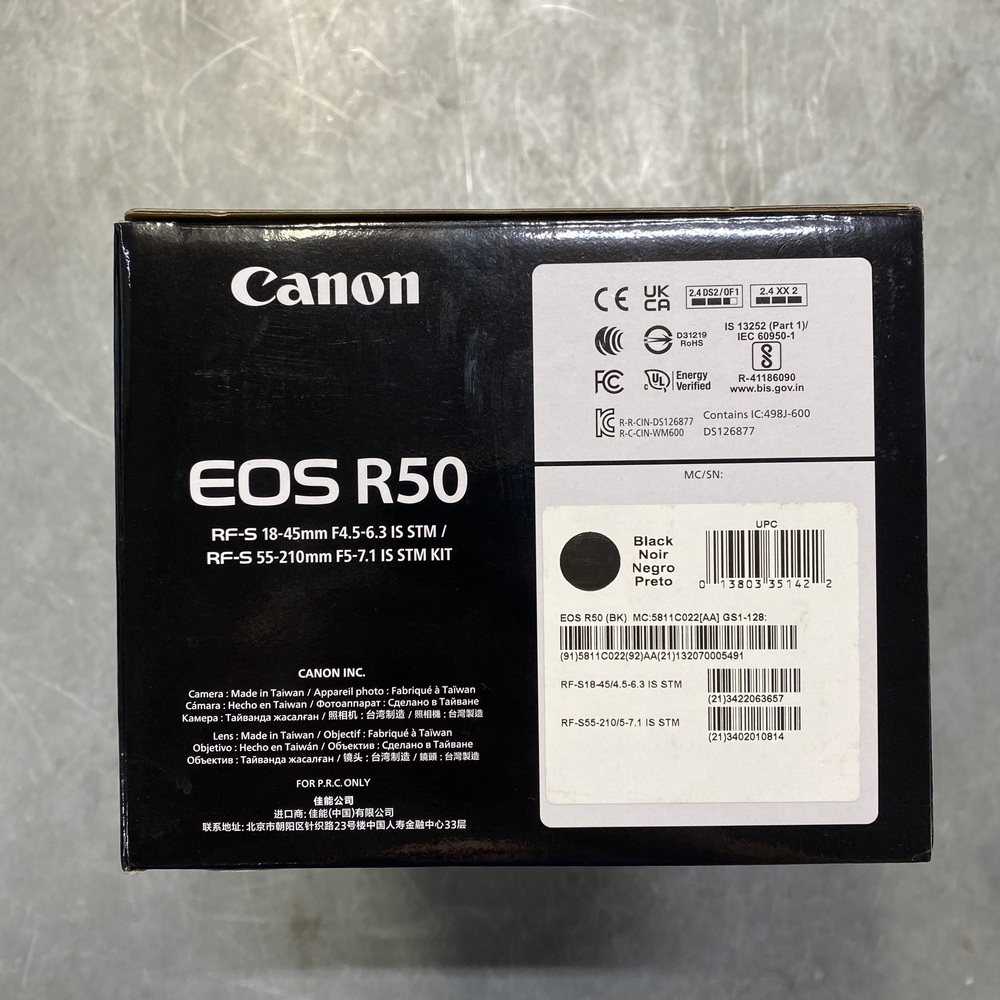 Canon
EOS R50
RF-S 18-45mm F4.5-6.3 IS STM /
RF-S 55-210mm F5-7.1 IS STM KIT
CANON INC.
Camera : Made in Taiwan / Appareil photo : Fabriqué à Taïwan
Cámara : Hecho en Taiwán / Фотоаппарат : Сделано в Тайване
Камера : Тайванда жасалған / 照相机 : 台湾制造 / 照相機 : 台灣製造
Lens : Made in Taiwan / Objectif : Fabriqué à Taïwan
Objetivo : Hecho en Taiwán / Объектив : Сделано в Тайване
Объектив : Тайванда жасалған / 镜头 : 台湾制造 / 鏡頭 : 台灣製造
FOR P.R.C. ONLY
佳能公司
进口商: 佳能(中国)有限公司
联系地址: 北京市朝阳区针织路23号楼中国人寿金融中心33层
CE UK CA 2.4 DS2/0F1 2.4 XX 2
D31219
RoHS
IS 13252 (Part 1)/
IEC 60950-1
R-41186090
www.bis.gov.in
FC UL Energy
Verified
R-R-CIN-DS126877
R-C-CIN-WM600
Contains IC:498J-600
DS126877
MC/SN:
Black
Noir
Negro
Preto
UPC
0 13803 35142 2
EOS R50 (BK) MC:5811C022[AA] GS1-128:
(91)5811C022(92)AA(21)132070005491
RF-S18-45/4.5-6.3 IS STM
(21)3422063657
RF-S55-210/5-7.1 IS STM
(21)3402010814